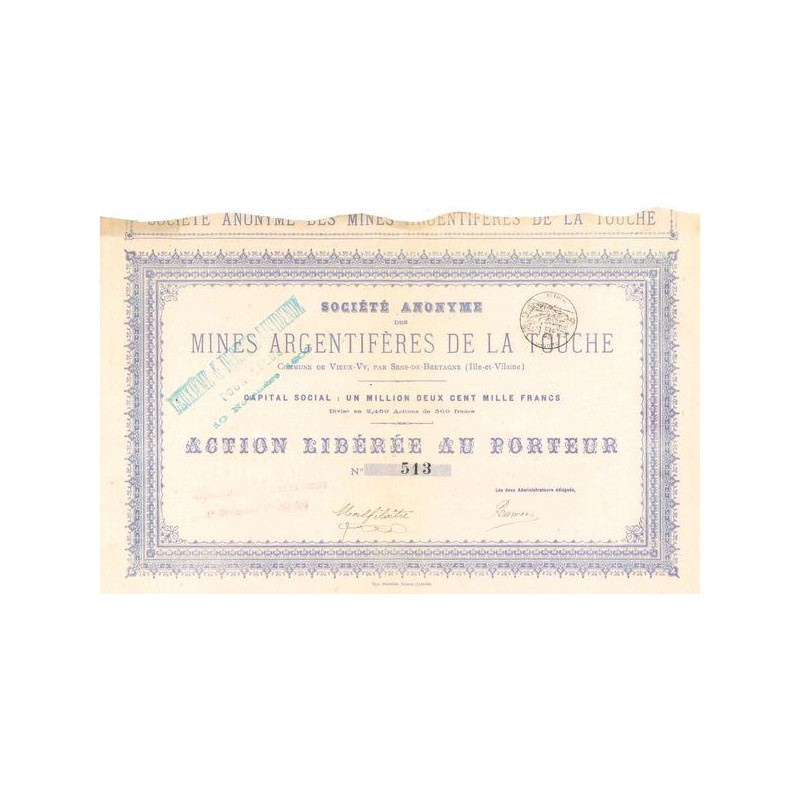 SOCIÉTÉ ANONYME DES MINES ARGENTIFÈRES DE LA TOUCHE
SOCIÉTÉ ANONYME
DES
MINES ARGENTIFÈRES DE LA TOUCHE
Commune de Vieux-Vy, par Sens-de-Bretagne (Ille-et-Vilaine)
CAPITAL SOCIAL : UN MILLION DEUX CENT MILLE FRANCS
Divisé en 2,400 Actions de 500 francs
ACTION LIBÉRÉE AU PORTEUR
N° 513
Les deux Administrateurs délégués,